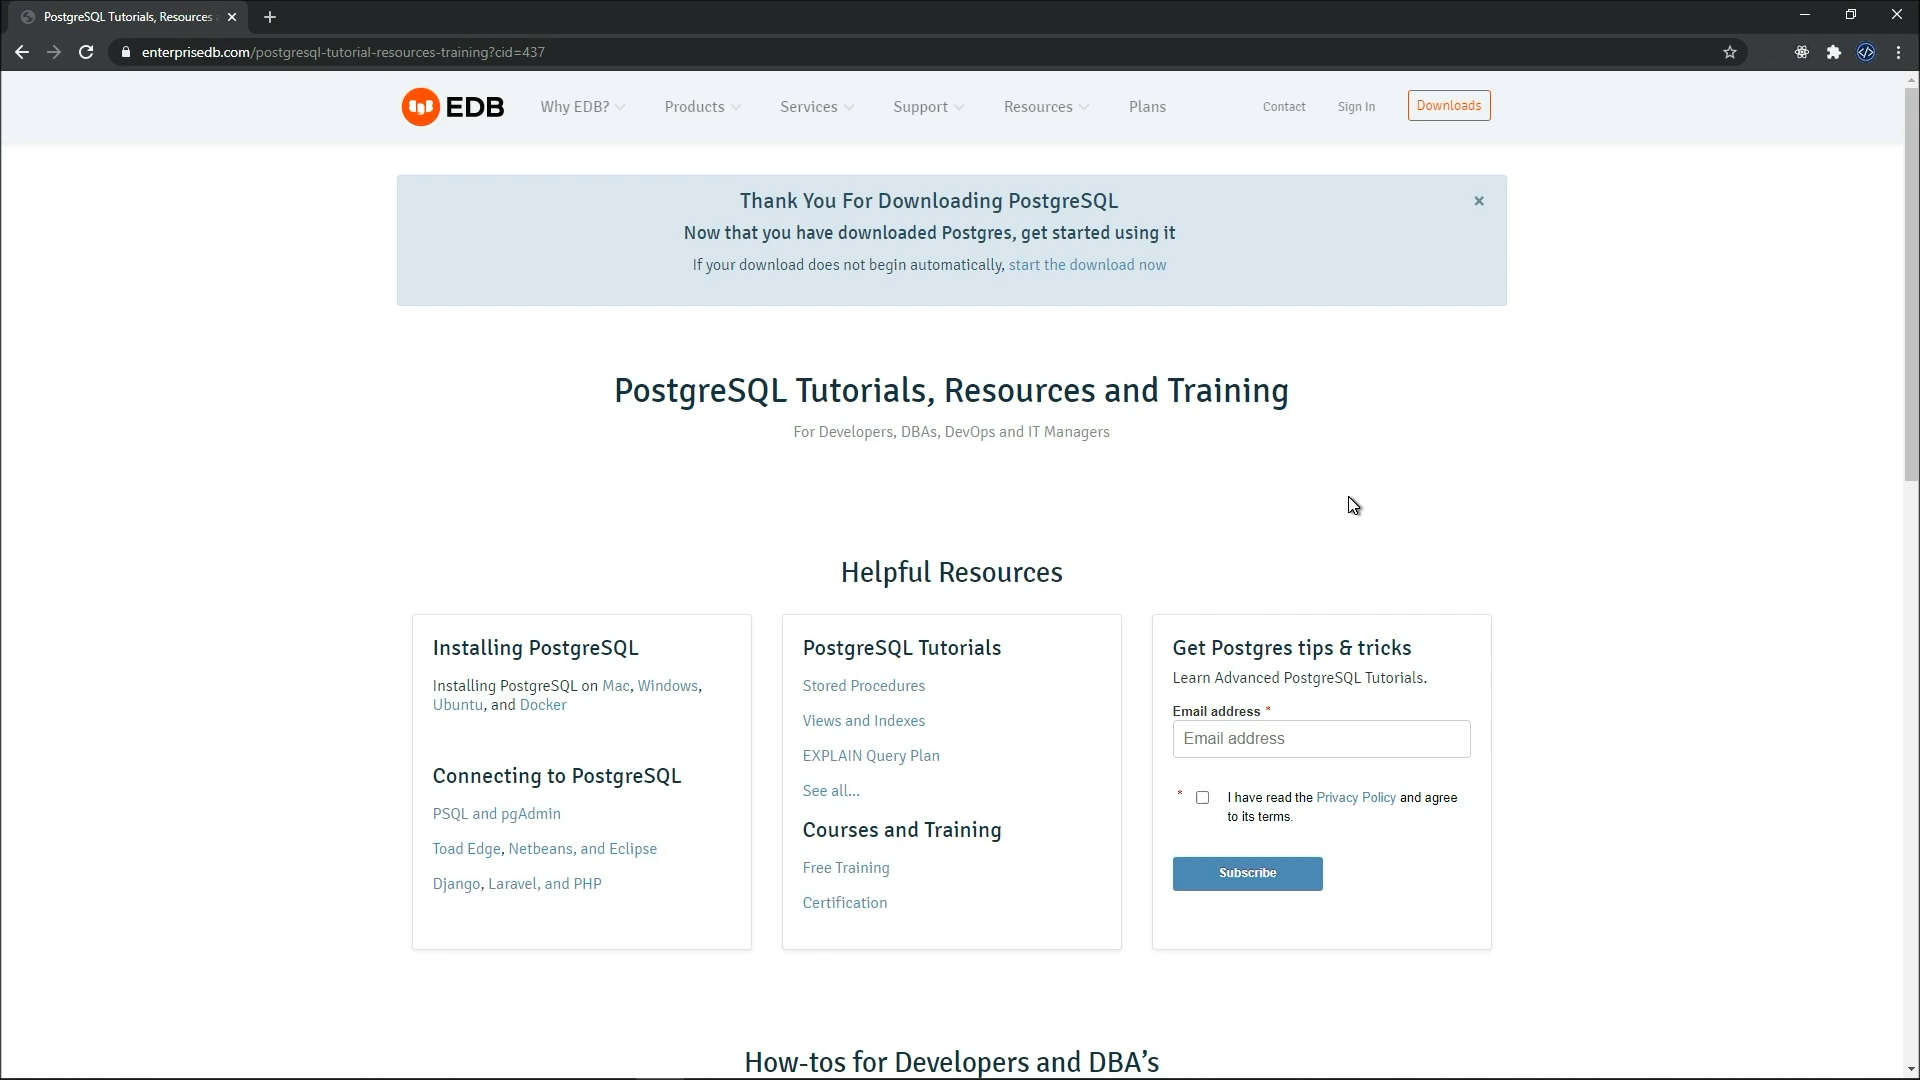 PostgreSQL Tutorials, Resources
enterprisedb.com/postgresql-tutorial-resources-training?cid=437
EDB
Why EDB?
Products
Services
Support
Resources
Plans
Contact
Sign In
Downloads
Thank You For Downloading PostgreSQL
Now that you have downloaded Postgres, get started using it
If your download does not begin automatically, start the download now
PostgreSQL Tutorials, Resources and Training
For Developers, DBAs, DevOps and IT Managers
Helpful Resources
Installing PostgreSQL
Installing PostgreSQL on Mac, Windows,
Ubuntu, and Docker
Connecting to PostgreSQL
PSQL and pgAdmin
Toad Edge, Netbeans, and Eclipse
Django, Laravel, and PHP
PostgreSQL Tutorials
Stored Procedures
Views and Indexes
EXPLAIN Query Plan
See all...
Courses and Training
Free Training
Certification
Get Postgres tips & tricks
Learn Advanced PostgreSQL Tutorials.
Email address *
Email address
* I have read the Privacy Policy and agree
to its terms.
Subscribe
How-tos for Developers and DBA’s